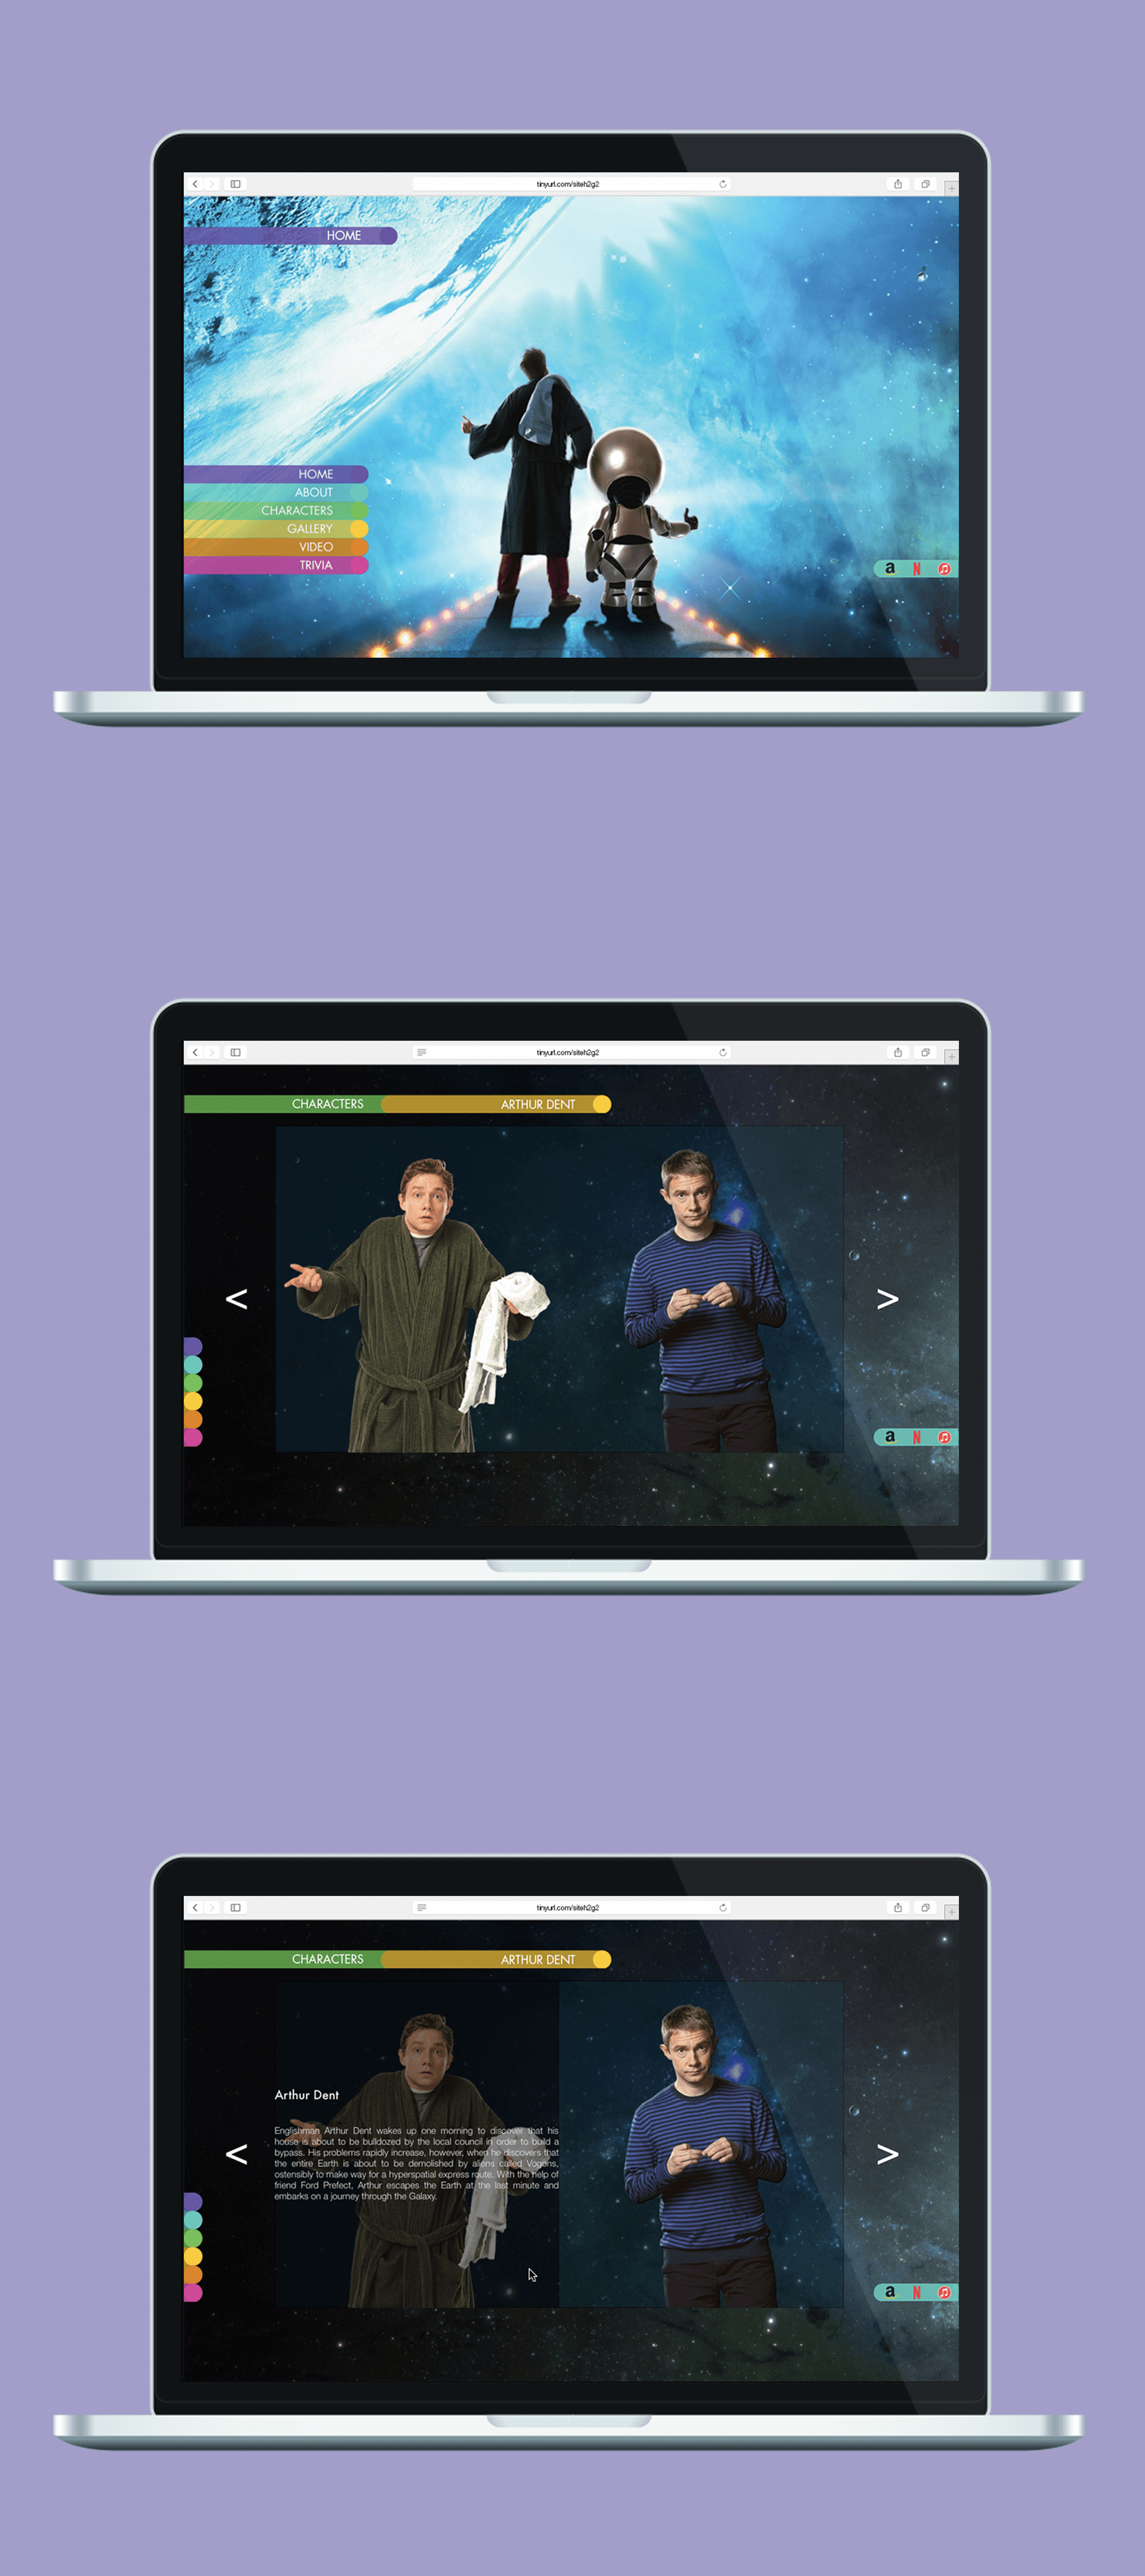 tinyurl.com/siteh2g2
HOME
HOME
ABOUT
CHARACTERS
GALLERY
VIDEO
TRIVIA
a N
tinyurl.com/siteh2g2
CHARACTERS ARTHUR DENT
< >
a N
tinyurl.com/siteh2g2
CHARACTERS ARTHUR DENT
Arthur Dent
Englishman Arthur Dent wakes up one morning to discover that his
house is about to be bulldozed by the local council in order to build a
bypass. His problems rapidly increase, however, when he discovers that
the entire Earth is about to be demolished by aliens called Vogons,
ostensibly to make way for a hyperspatial express route. With the help of
friend Ford Prefect, Arthur escapes the Earth at the last minute and
embarks on a journey through the Galaxy.
< >
a N